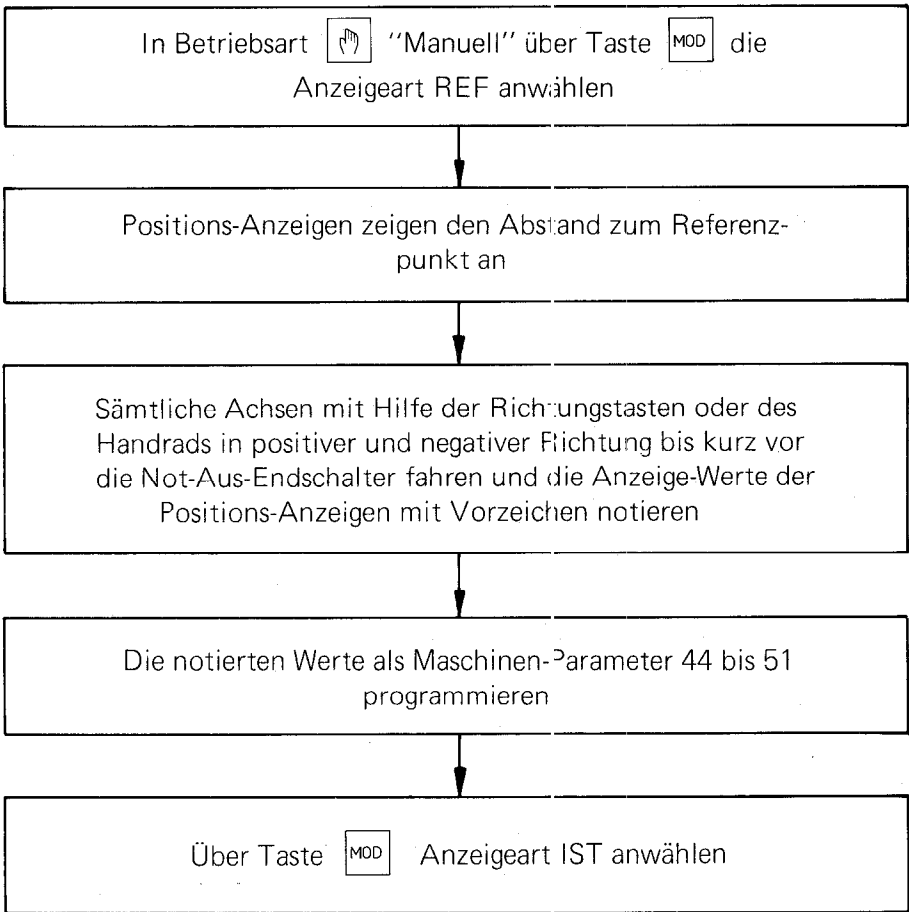 In Betriebsart "Manuell" über Taste MOD die
Anzeigeart REF anwählen
Positions-Anzeigen zeigen den Abstand zum Referenz-
punkt an
Sämtliche Achsen mit Hilfe der Richtungstasten oder des
Handrads in positiver und negativer Richtung bis kurz vor
die Not-Aus-Endschalter fahren und die Anzeige-Werte der
Positions-Anzeigen mit Vorzeichen notieren
Die notierten Werte als Maschinen-Parameter 44 bis 51
programmieren
Über Taste MOD Anzeigeart IST anwählen